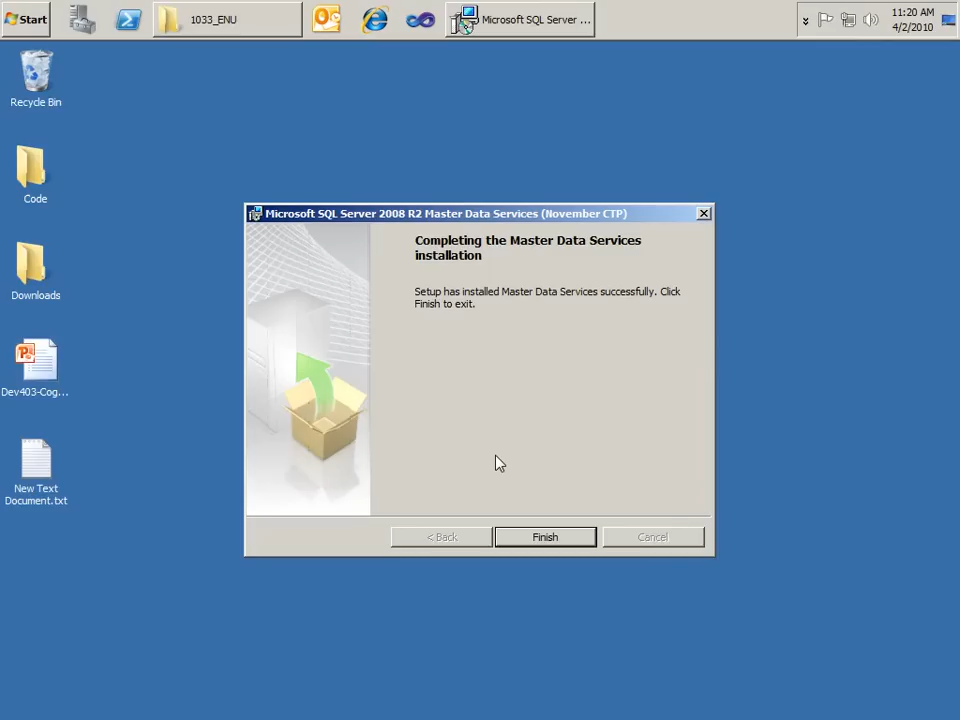 Start
1033_ENU
Microsoft SQL Server ...
11:20 AM
4/2/2010
Recycle Bin
Code
Downloads
Dev403-Cog...
New Text
Document.txt
Microsoft SQL Server 2008 R2 Master Data Services (November CTP)
Completing the Master Data Services
installation
Setup has installed Master Data Services successfully. Click
Finish to exit.
< Back
Finish
Cancel